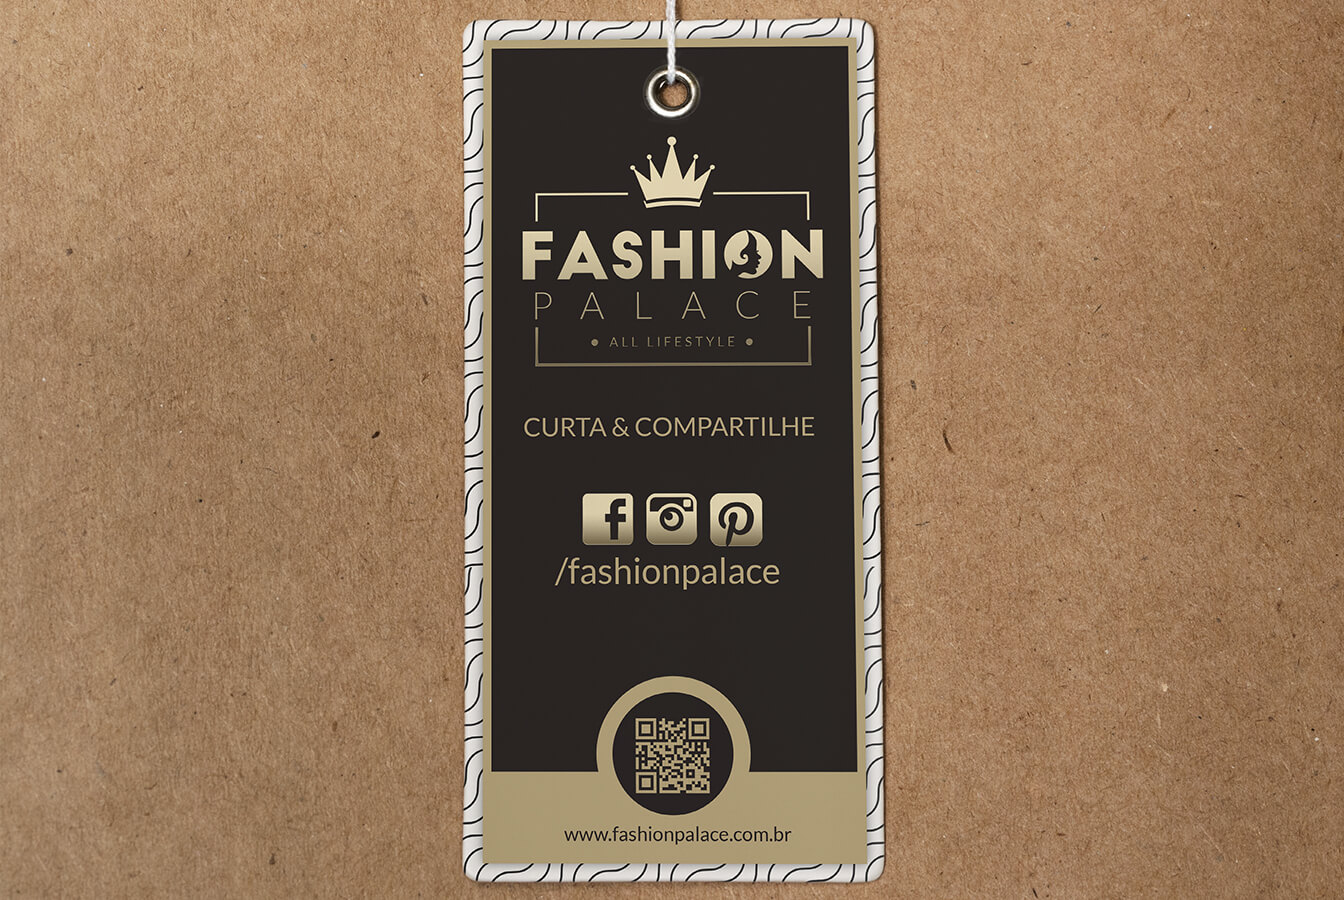 FASHION
PALACE
• ALL LIFESTYLE •
CURTA & COMPARTILHE
/fashionpalace
www.fashionpalace.com.br